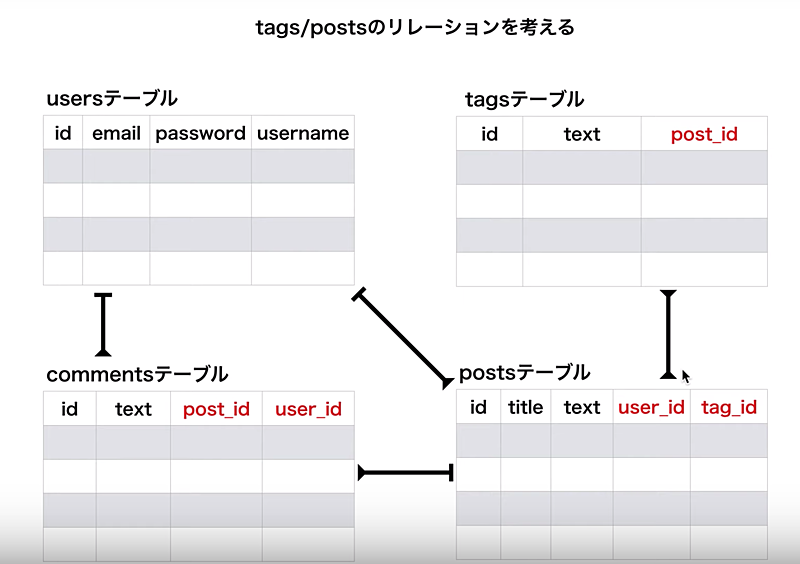 tags/postsのリレーションを考える
usersテーブル
id email password username
tagsテーブル
id text post_id
commentsテーブル
id text post_id user_id
postsテーブル
id title text user_id tag_id